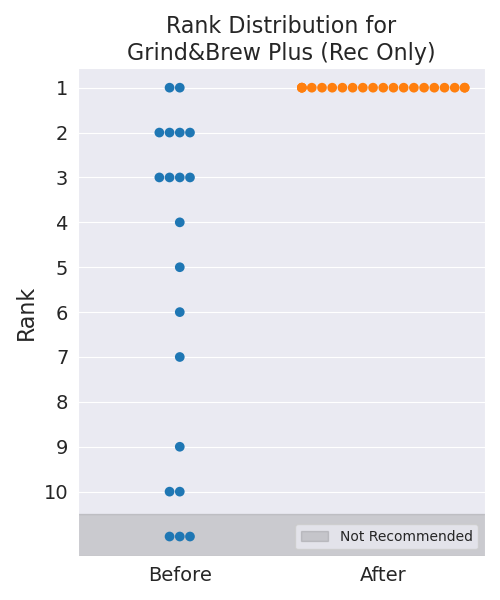 Rank Distribution for
Grind&Brew Plus (Rec Only)
Rank
1
2
3
4
5
6
7
8
9
10
Not Recommended
Before
After